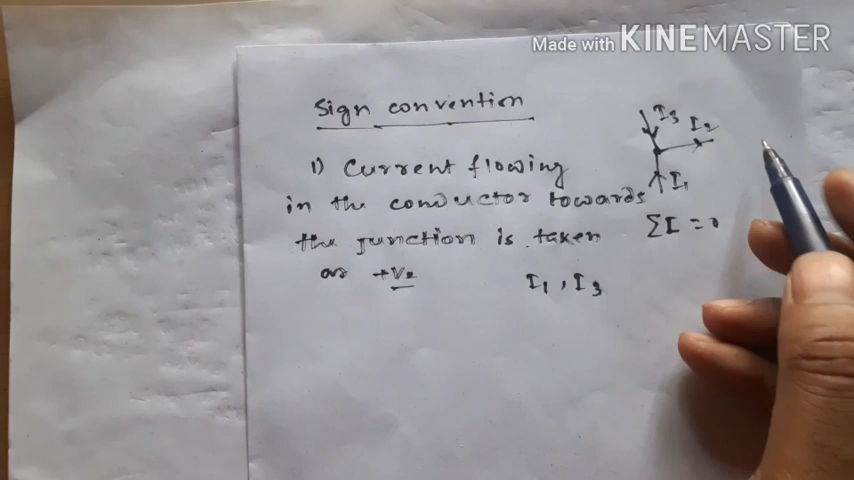 Made with KINEMASTER
Sign convention
I3
I2
1) Current flowing
I1
in the conductor towards
the junction is taken
ΣI = 0
as +ve
I1, I3